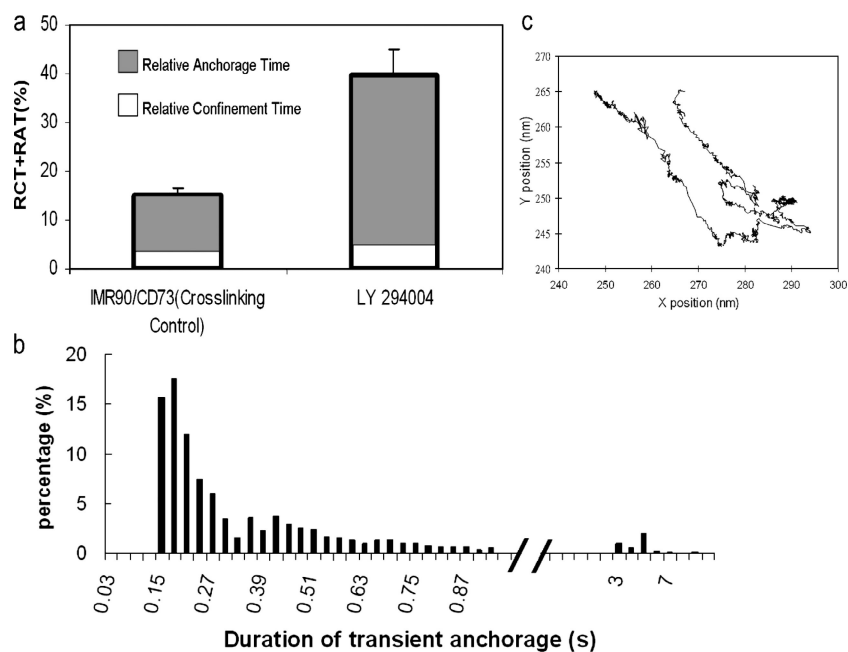 a
RCT+RAT(%)
50
40
30
20
10
0
Relative Anchorage Time
Relative Confinement Time
IMR90/CD73(Crosslinking
Control)
LY 294004
c
Y position (nm)
270
265
260
255
250
245
240
240 250 260 270 280 290 300
X position (nm)
b
percentage (%)
20
15
10
5
0
0.03 0.15 0.27 0.39 0.51 0.63 0.75 0.87 3 7
Duration of transient anchorage (s)